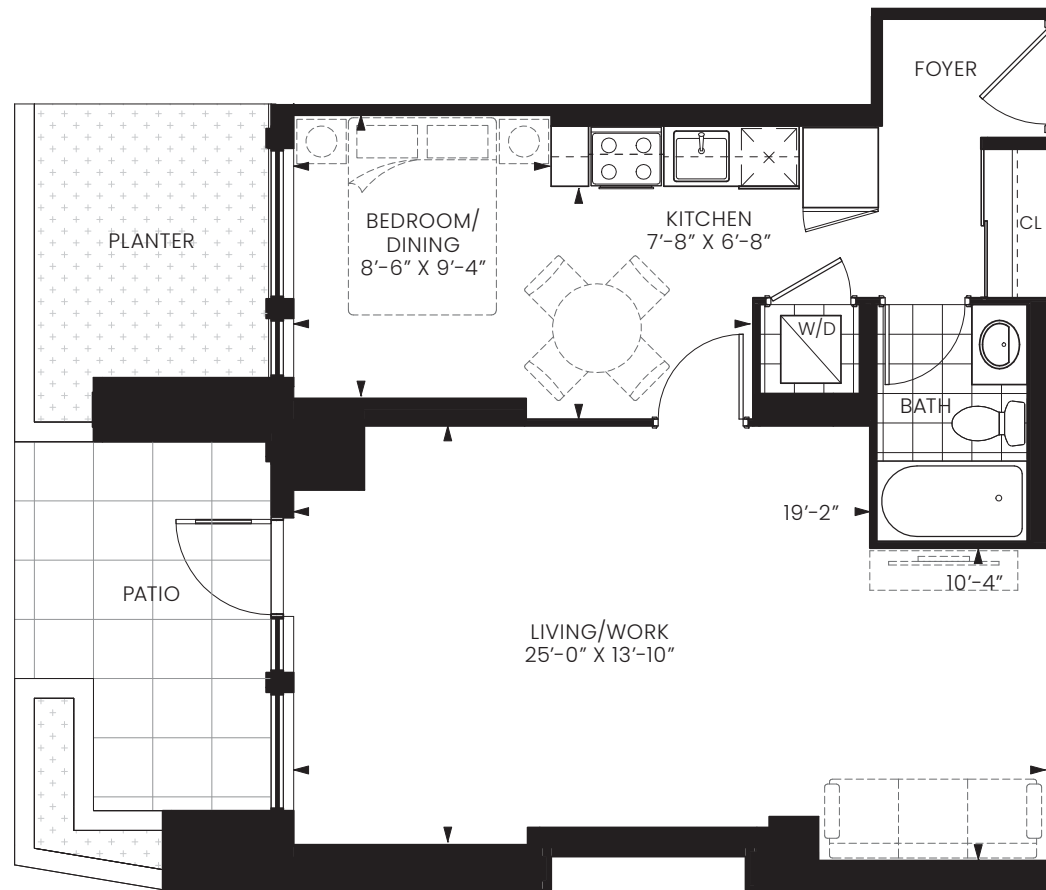 FOYER
PLANTER
BEDROOM/
DINING
8’-6” X 9’-4”
KITCHEN
7’-8” X 6’-8”
CL
W/D
BATH
19’-2”
PATIO
10’-4”
LIVING/WORK
25’-0” X 13’-10”